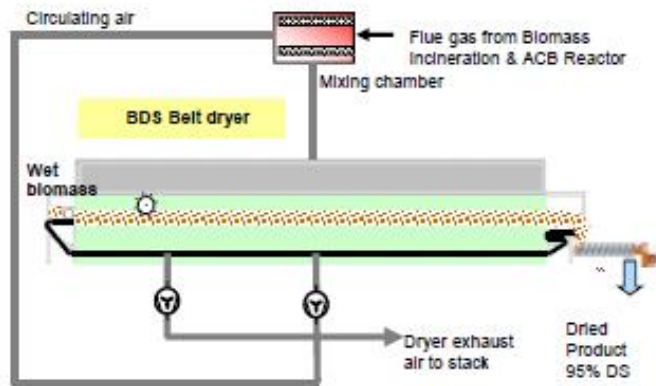 Circulating air
Flue gas from Biomass
Incineration & ACB Reactor
Mixing chamber
BDS Belt dryer
Wet
biomass
Dryer exhaust
air to stack
Dried
Product
95% DS